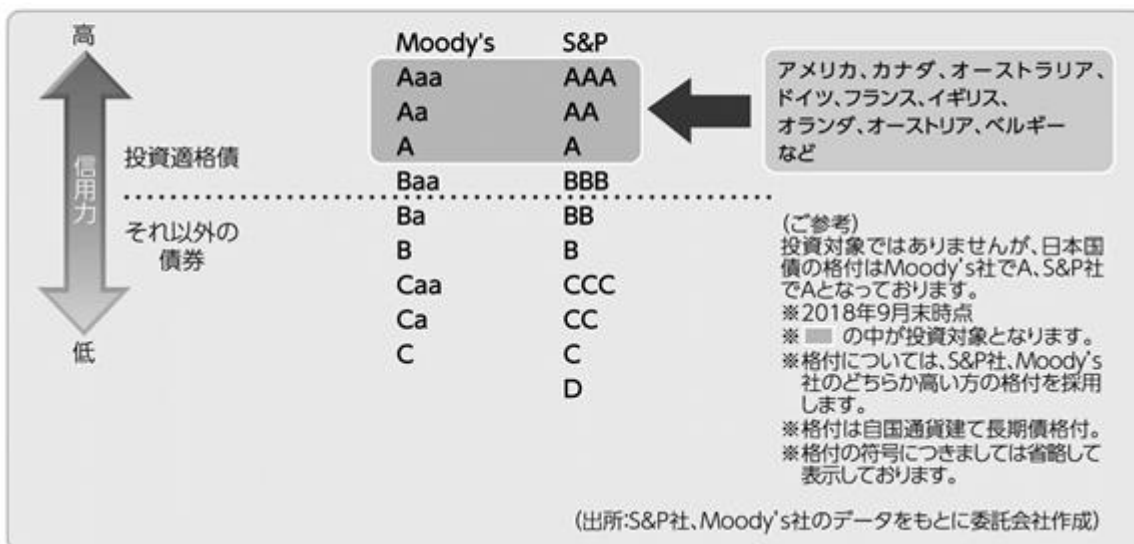 高
信用力
低
投資適格債
それ以外の
債券
Moody's S&P
Aaa AAA
Aa AA
A A
Baa BBB
Ba BB
B B
Caa CCC
Ca CC
C C
D
アメリカ、カナダ、オーストラリア、
ドイツ、フランス、イギリス、
オランダ、オーストリア、ベルギー
など
(ご参考)
投資対象ではありませんが、日本国
債の格付はMoody's社でA、S&P社
でAとなっております。
※2018年9月末時点
※ の中が投資対象となります。
※格付については、S&P社、Moody's
社のどちらか高い方の格付を採用
します。
※格付は自国通貨建て長期債格付。
※格付の符号につきましては省略して
表示しております。
(出所:S&P社、Moody's社のデータをもとに委託会社作成)